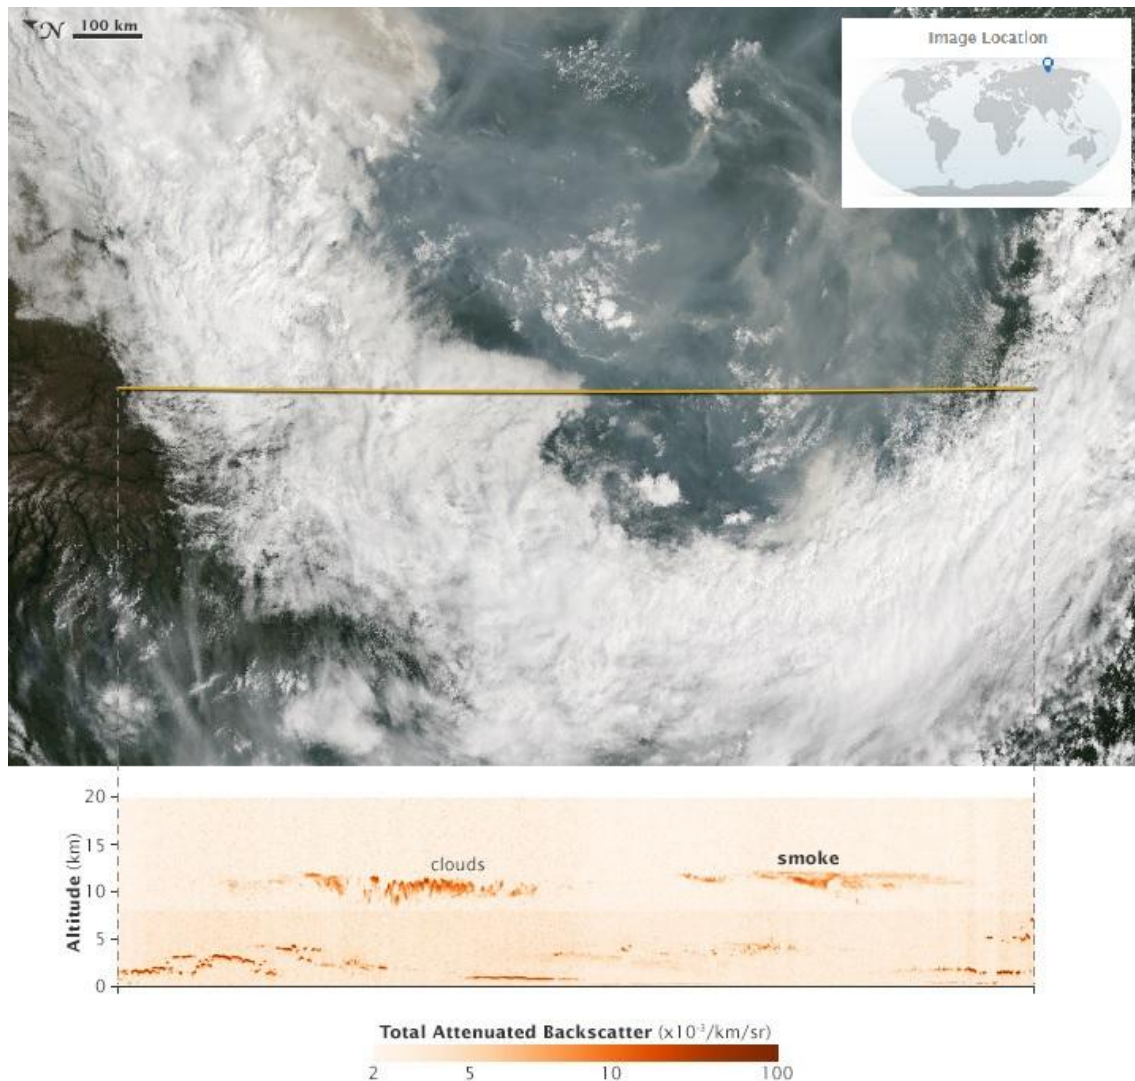 N 100 km
Image Location
20
15
clouds
smoke
10
5
0
Altitude (km)
Total Attenuated Backscatter (x10⁻³/km/sr)
2 5 10 100